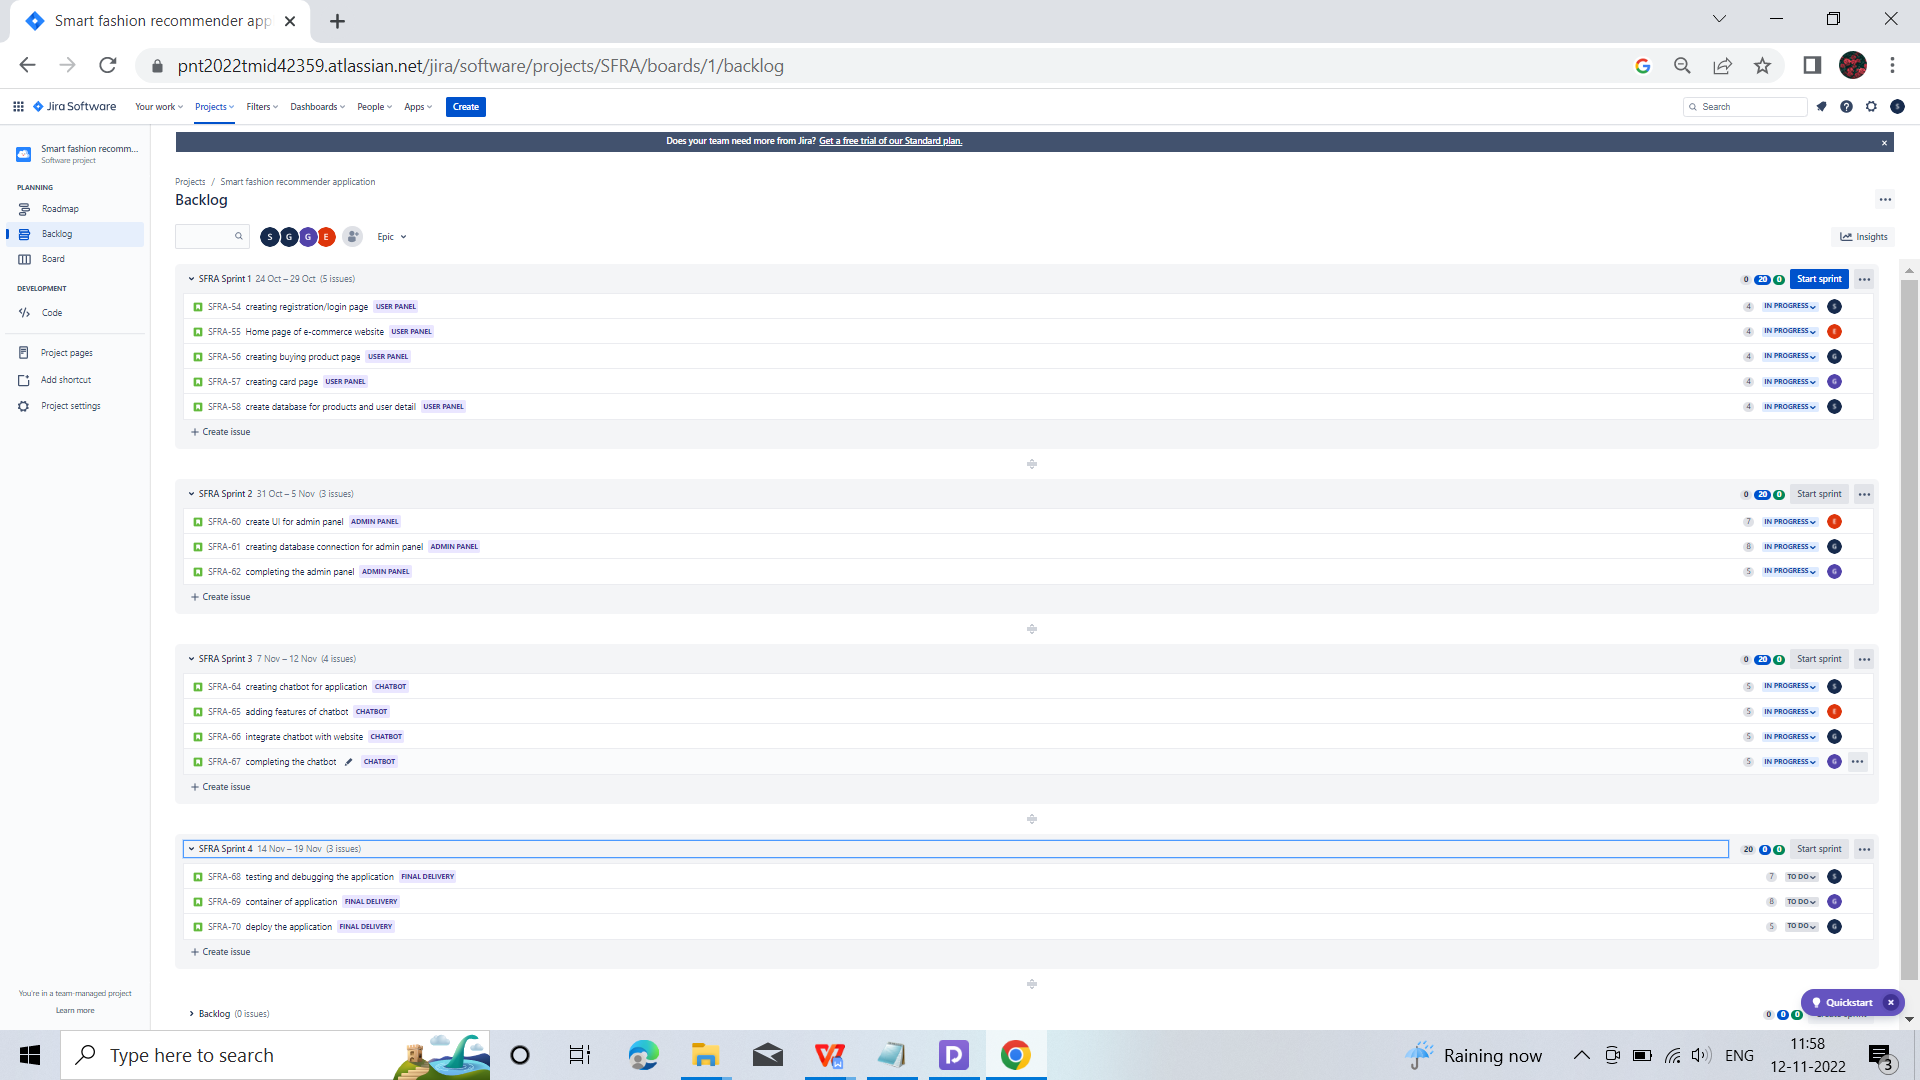 Smart fashion recommender app
pnt2022tmid42359.atlassian.net/jira/software/projects/SFRA/boards/1/backlog
Jira Software Your work Projects Filters Dashboards People Apps Create Search
Does your team need more from Jira? Get a free trial of our Standard plan.
Smart fashion recomm...
Software project
PLANNING
Roadmap
Backlog
Board
DEVELOPMENT
Code
Project pages
Add shortcut
Project settings
You're in a team-managed project
Learn more
Projects / Smart fashion recommender application
Backlog
S G G E Epic Insights
SFRA Sprint 1 24 Oct – 29 Oct (5 issues) 0 20 0 Start sprint
SFRA-54 creating registration/login page USER PANEL 4 IN PROGRESS S
SFRA-55 Home page of e-commerce website USER PANEL 4 IN PROGRESS E
SFRA-56 creating buying product page USER PANEL 4 IN PROGRESS G
SFRA-57 creating card page USER PANEL 4 IN PROGRESS G
SFRA-58 create database for products and user detail USER PANEL 4 IN PROGRESS S
+ Create issue
SFRA Sprint 2 31 Oct – 5 Nov (3 issues) 0 20 0 Start sprint
SFRA-60 create UI for admin panel ADMIN PANEL 7 IN PROGRESS E
SFRA-61 creating database connection for admin panel ADMIN PANEL 8 IN PROGRESS G
SFRA-62 completing the admin panel ADMIN PANEL 5 IN PROGRESS G
+ Create issue
SFRA Sprint 3 7 Nov – 12 Nov (4 issues) 0 20 0 Start sprint
SFRA-64 creating chatbot for application CHATBOT 5 IN PROGRESS S
SFRA-65 adding features of chatbot CHATBOT 5 IN PROGRESS E
SFRA-66 integrate chatbot with website CHATBOT 5 IN PROGRESS G
SFRA-67 completing the chatbot CHATBOT 5 IN PROGRESS G
+ Create issue
SFRA Sprint 4 14 Nov – 19 Nov (3 issues) 20 0 0 Start sprint
SFRA-68 testing and debugging the application FINAL DELIVERY 7 TO DO S
SFRA-69 container of application FINAL DELIVERY 8 TO DO G
SFRA-70 deploy the application FINAL DELIVERY 5 TO DO G
+ Create issue
Quickstart
Backlog (0 issues) 0 0 0
Type here to search Raining now ENG 11:58
12-11-2022 3